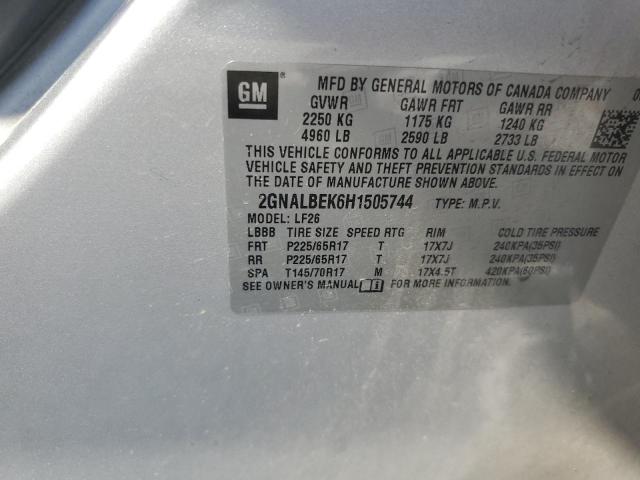 GM ®
MFD BY GENERAL MOTORS OF CANADA COMPANY 0
GVWR GAWR FRT GAWR RR
2250 KG 1175 KG 1240 KG
4960 LB 2590 LB 2733 LB
THIS VEHICLE CONFORMS TO ALL APPLICABLE U.S. FEDERAL MOTOR
VEHICLE SAFETY AND THEFT PREVENTION STANDARDS IN EFFECT ON
THE DATE OF MANUFACTURE SHOWN ABOVE.
2GNALBEK6H1505744 TYPE: M.P.V.
MODEL: LF26
LBBB TIRE SIZE SPEED RTG RIM COLD TIRE PRESSURE
FRT P225/65R17 T 17X7J 240KPA(35PSI)
RR P225/65R17 T 17X7J 240KPA(35PSI)
SPA T145/70R17 M 17X4.5T 420KPA(60PSI)
SEE OWNER'S MANUAL FOR MORE INFORMATION.